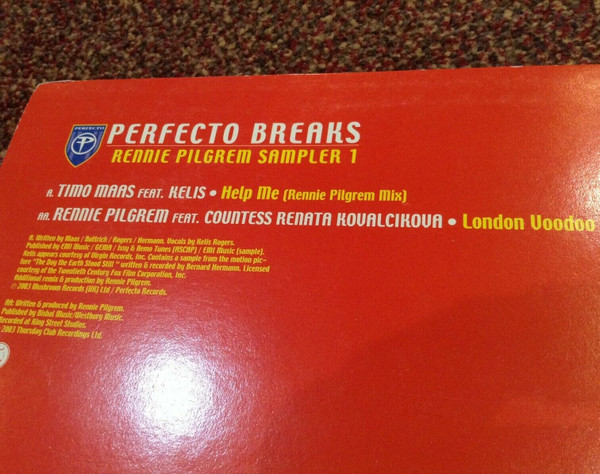 PERFECTO
PERFECTO BREAKS
RENNIE PILGREM SAMPLER 1
A. TIMO MAAS FEAT. KELIS • Help Me (Rennie Pilgrem Mix)
AA. RENNIE PILGREM FEAT. COUNTESS RENATA KOVALCIKOVA • London Voodoo
A: Written by Maas / Buttrich / Rogers / Hermann. Vocals by Kelis Rogers.
Published by EMI Music / GEMA / Issy & Nemo Tunes (ASCAP) / EMI Music (sample).
Kelis appears courtesy of Virgin Records, Inc. Contains a sample from the motion pic-
ture "The Day the Earth Stood Still" written & recorded by Bernard Hermann. Licensed
courtesy of the Twentieth Century Fox Film Corporation, Inc.
Additional remix & production by Rennie Pilgrem.
℗ 2003 Mushroom Records (UK) Ltd / Perfecto Records.
AA: Written & produced by Rennie Pilgrem.
Published by Bishal Music/Westbury Music.
Recorded at Ring Street Studios.
2003 Thursday Club Recordings Ltd.